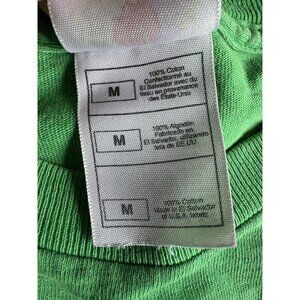 M
100% Coton
Confectionné au
El Salvador avec du
tissu en provenance
des États-Unis
M
100% Algodón
Fabricado en
El Salvador, utilizando
tela de EE.UU.
M
100% Cotton
Made in El Salvador
of U.S.A. fabric